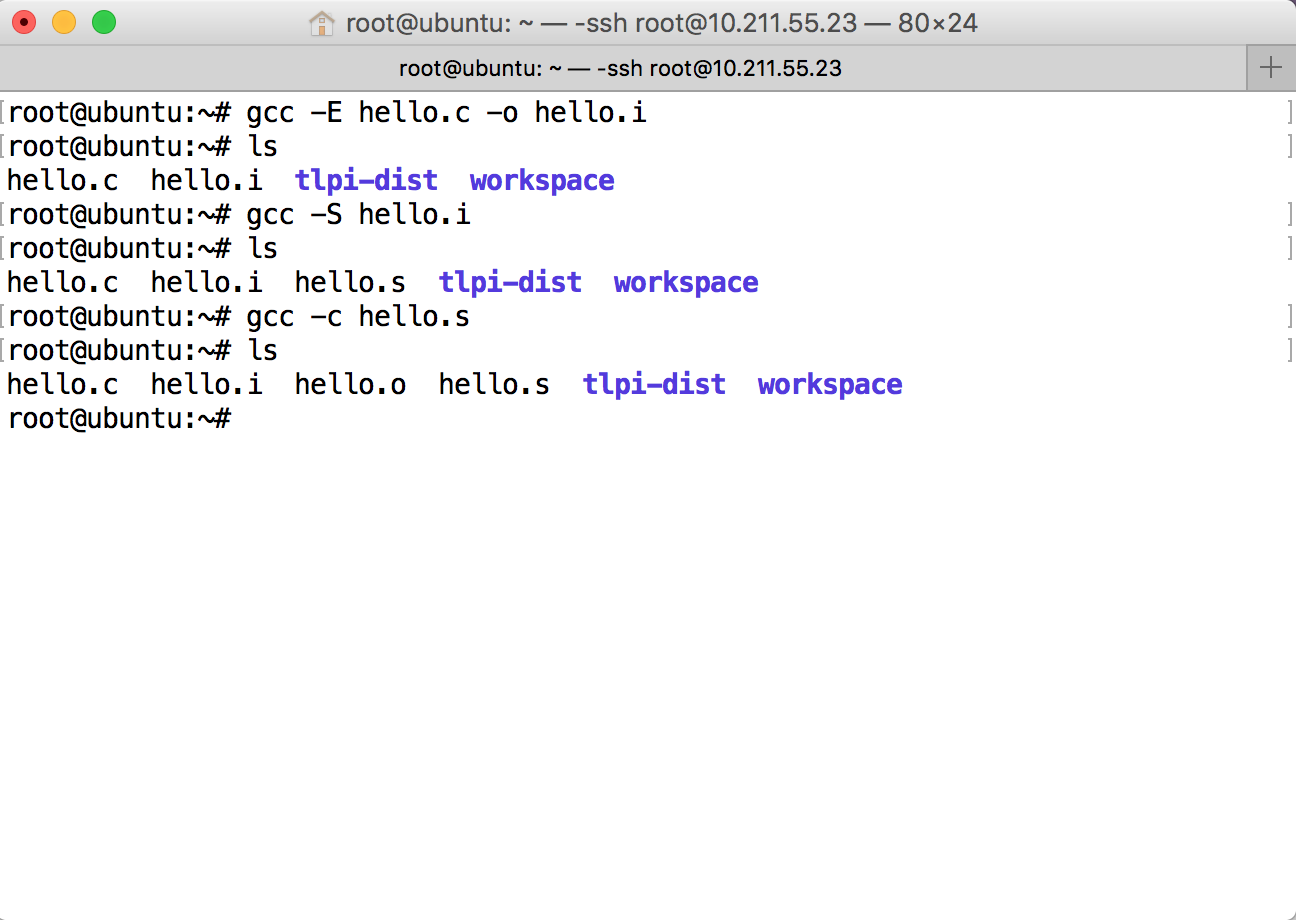 root@ubuntu: ~ — -ssh root@10.211.55.23 — 80×24
root@ubuntu: ~ — -ssh root@10.211.55.23
root@ubuntu:~# gcc -E hello.c -o hello.i
root@ubuntu:~# ls
hello.c  hello.i  tlpi-dist  workspace
root@ubuntu:~# gcc -S hello.i
root@ubuntu:~# ls
hello.c  hello.i  hello.s  tlpi-dist  workspace
root@ubuntu:~# gcc -c hello.s
root@ubuntu:~# ls
hello.c  hello.i  hello.o  hello.s  tlpi-dist  workspace
root@ubuntu:~#